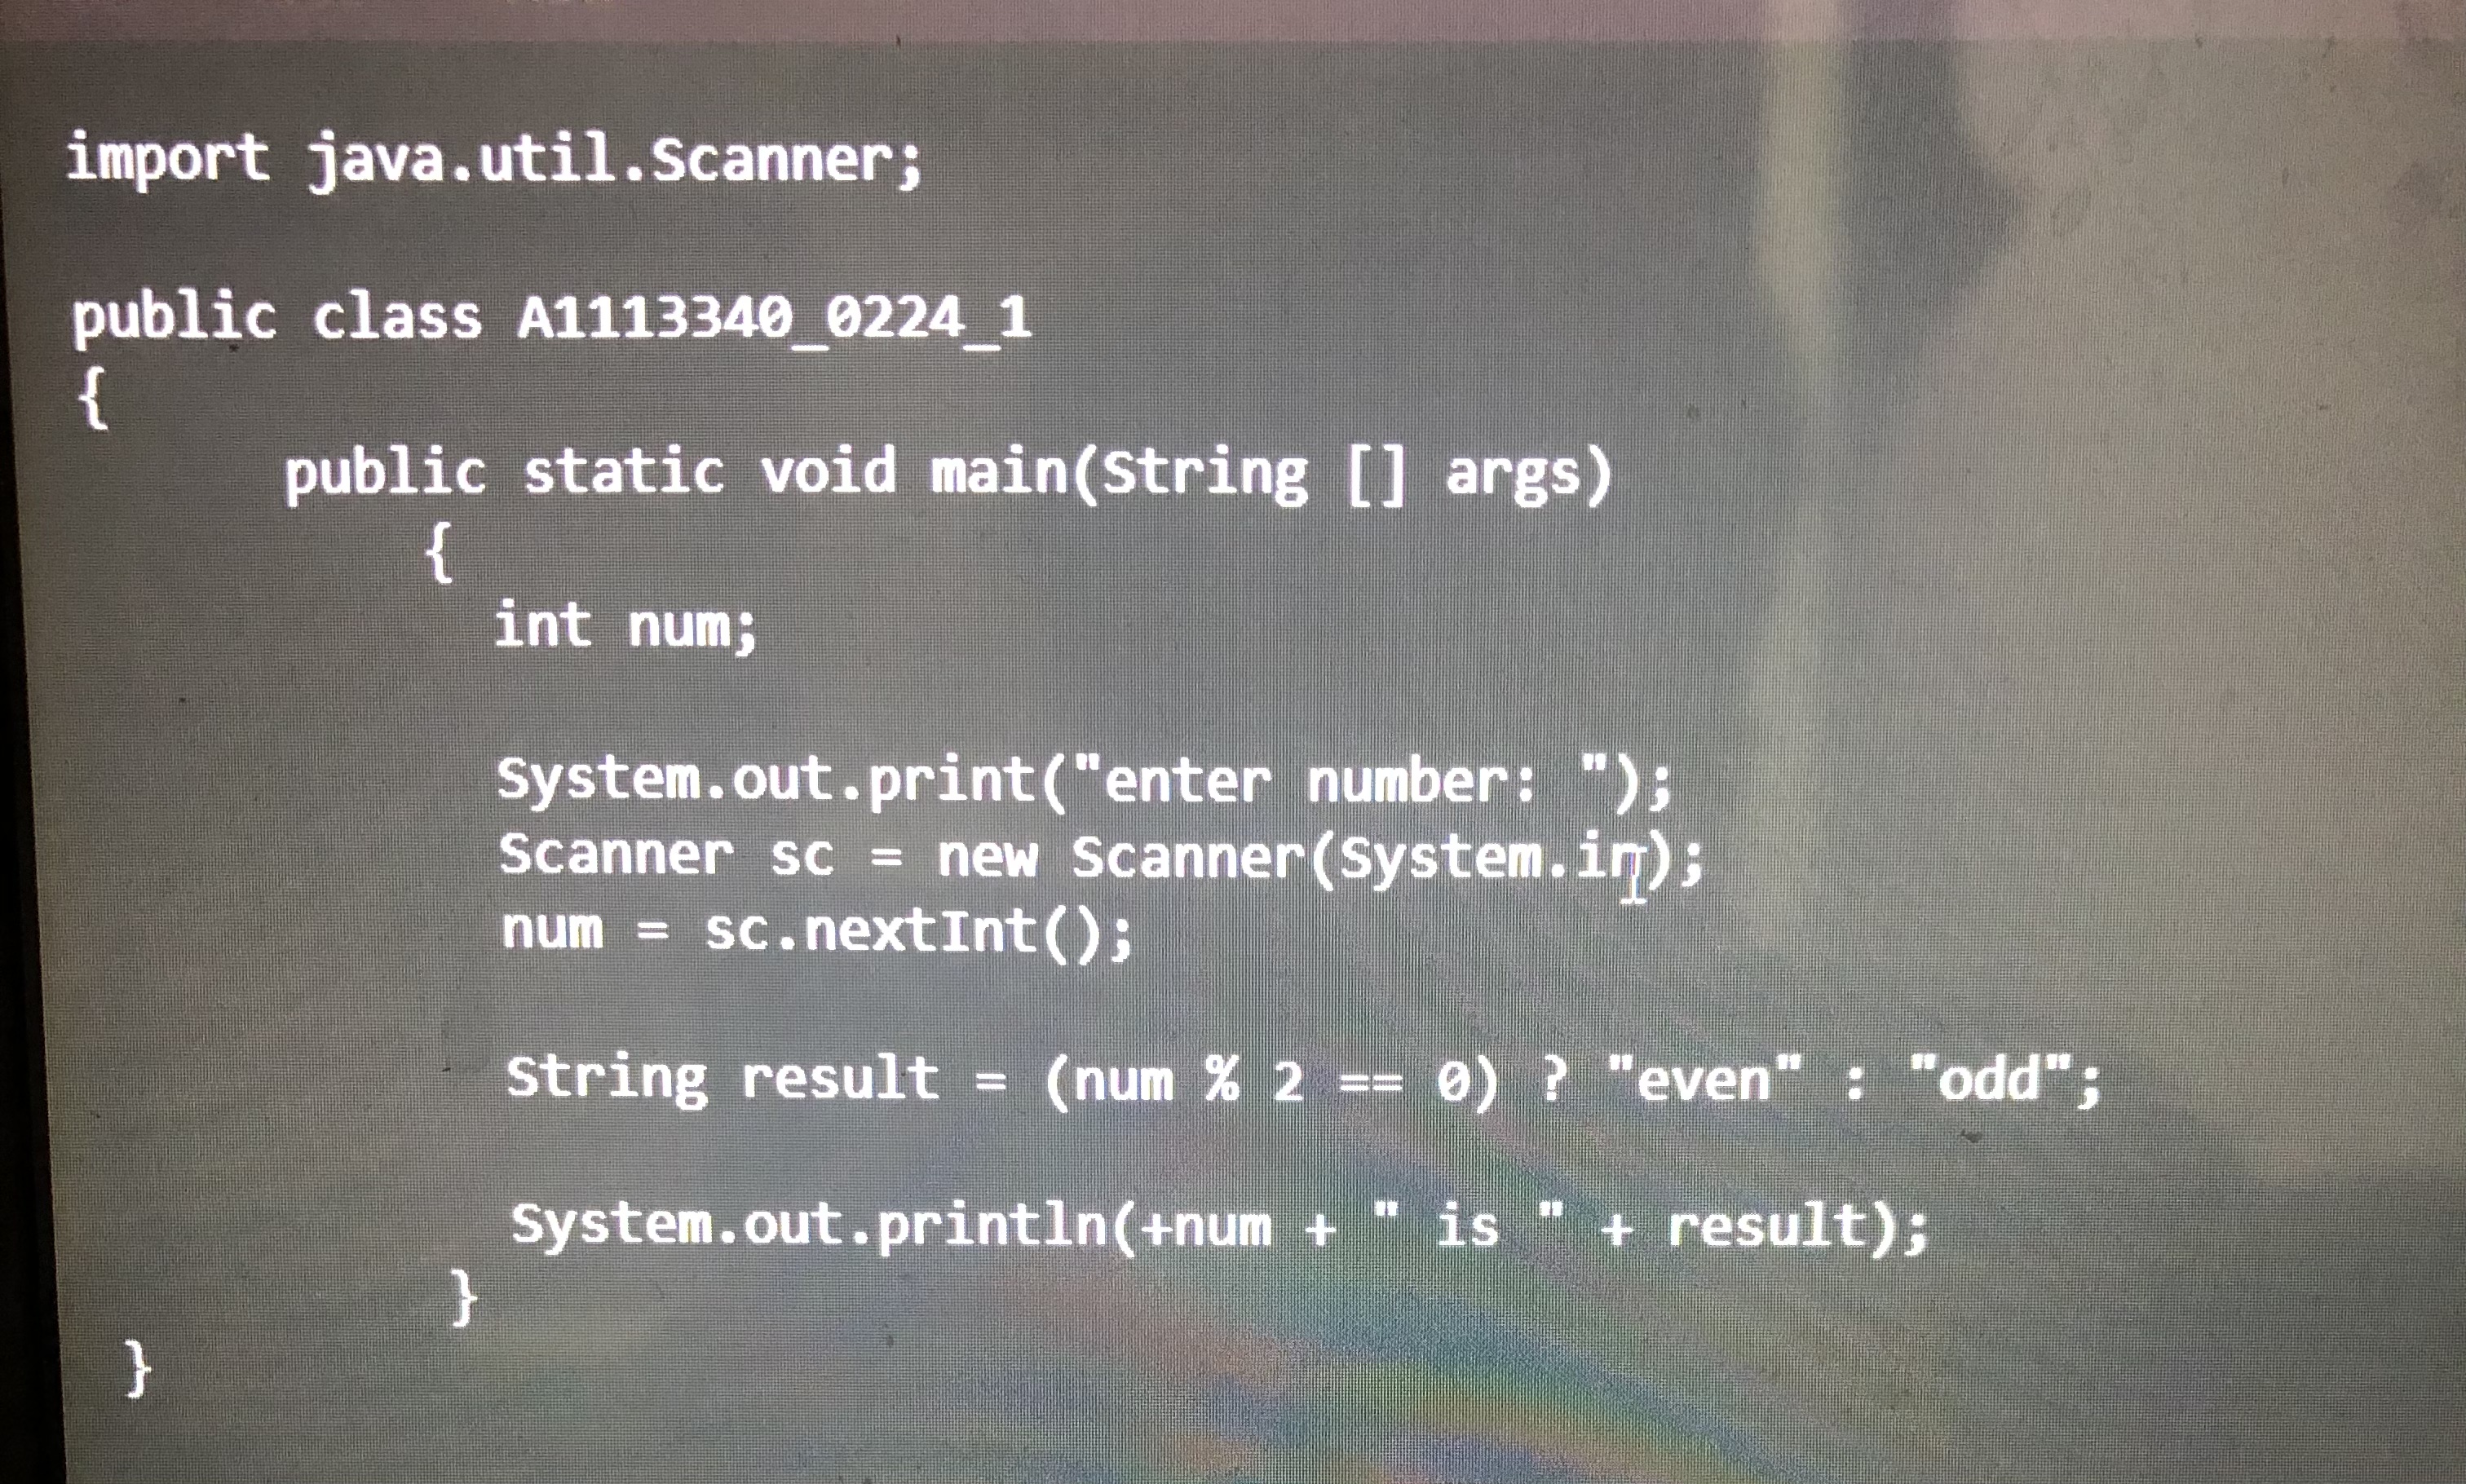 import java.util.Scanner;
public class A1113340_0224_1
{
public static void main(String [] args)
{
int num;
System.out.print("enter number: ");
Scanner sc = new Scanner(System.in);
num = sc.nextInt();
String result = (num % 2 == 0) ? "even" : "odd";
System.out.println(+num + " is " + result);
}
}